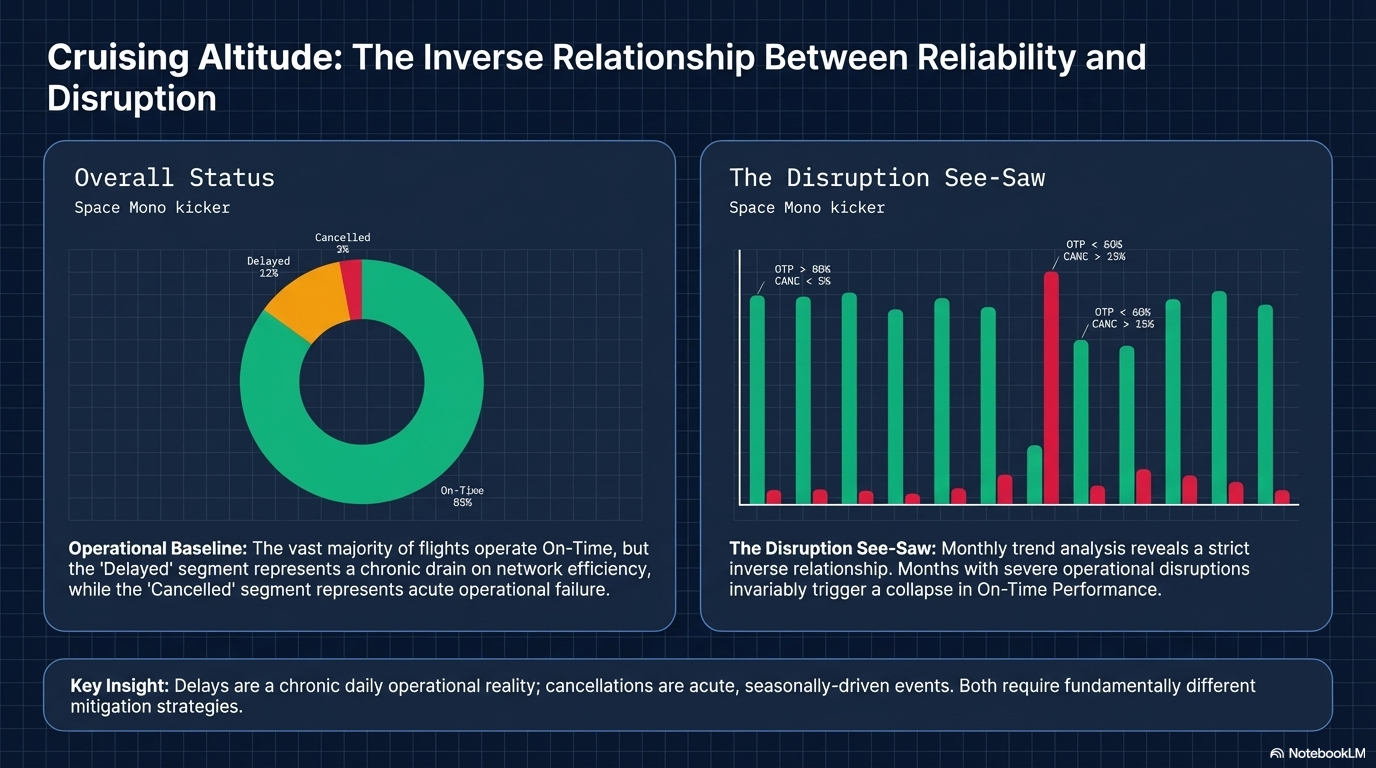 Cruising Altitude: The Inverse Relationship Between Reliability and
Disruption
Overall Status
Space Mono kicker
Cancelled
3%
Delayed
12%
On-Time
85%
Operational Baseline: The vast majority of flights operate On-Time, but
the 'Delayed' segment represents a chronic drain on network efficiency,
while the 'Cancelled' segment represents acute operational failure.
The Disruption See-Saw
Space Mono kicker
OTP > 80%
CANC < 5%
OTP < 60%
CANC > 25%
OTP < 60%
CANC > 15%
The Disruption See-Saw: Monthly trend analysis reveals a strict
inverse relationship. Months with severe operational disruptions
invariably trigger a collapse in On-Time Performance.
Key Insight: Delays are a chronic daily operational reality; cancellations are acute, seasonally-driven events. Both require fundamentally different
mitigation strategies.
NotebookLM